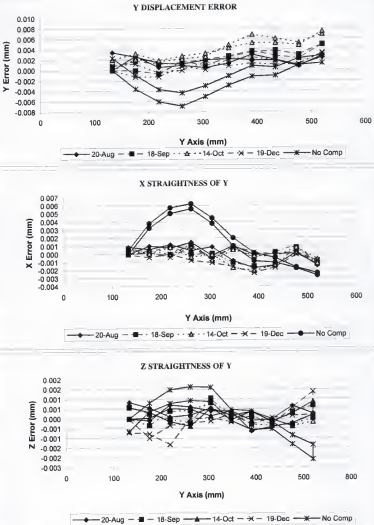 Y DISPLACEMENT ERROR
0.010
0.008
0.006
0.004
0.002
0.000
-0.002
-0.004
-0.006
-0.008
Y Error (mm)
0 100 200 300 400 500 600
Y Axis (mm)
20-Aug 18-Sep 14-Oct 19-Dec No Comp
X STRAIGHTNESS OF Y
0.007
0.006
0.005
0.004
0.003
0.002
0.001
0.000
-0.001
-0.002
-0.003
-0.004
X Error (mm)
0 100 200 300 400 500 600
Y Axis (mm)
20-Aug 18-Sep 14-Oct 19-Dec No Comp
Z STRAIGHTNESS OF Y
0.002
0.002
0.001
0.001
0.000
-0.001
-0.001
-0.002
-0.002
-0.003
Z Error (mm)
0 100 200 300 400 500 600
Y Axis (mm)
20-Aug 18-Sep 14-Oct 19-Dec No Comp